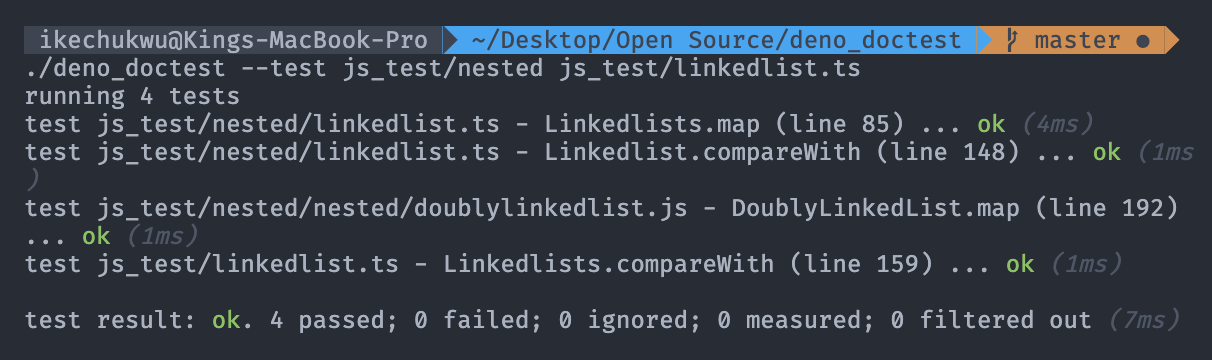 ikechukwu@Kings-MacBook-Pro ~/Desktop/Open Source/deno_doctest master ●
./deno_doctest --test js_test/nested js_test/linkedlist.ts
running 4 tests
test js_test/nested/linkedlist.ts - Linkedlists.map (line 85) ... ok (4ms)
test js_test/nested/linkedlist.ts - Linkedlist.compareWith (line 148) ... ok (1ms
)
test js_test/nested/nested/doublylinkedlist.js - DoublyLinkedList.map (line 192)
... ok (1ms)
test js_test/linkedlist.ts - Linkedlists.compareWith (line 159) ... ok (1ms)
test result: ok. 4 passed; 0 failed; 0 ignored; 0 measured; 0 filtered out (7ms)